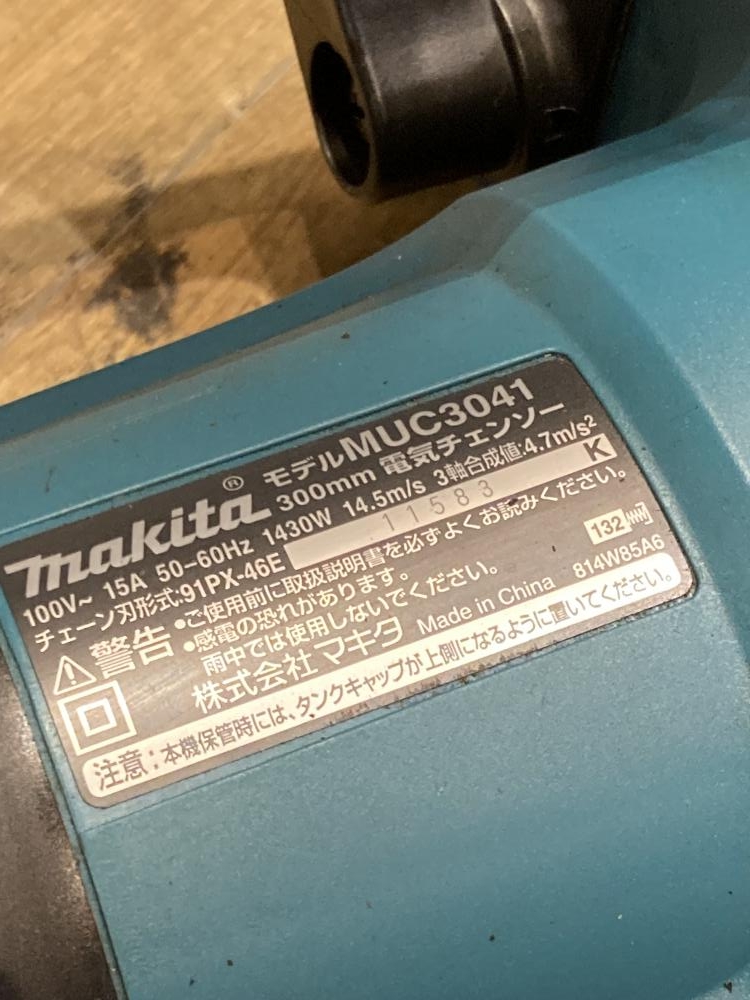 makita® モデルMUC3041
300mm 電気チェンソー
100V~ 15A 50-60Hz 1430W 14.5m/s 3軸合成値:4.7m/s²
チェーン刃形式:91PX-46E 11583 K
⚠警告 •ご使用前に取扱説明書を必ずよくお読みください。
•感電の恐れがあります。
雨中では使用しないでください。
132
株式会社マキタ Made in China 814W85A6
注意:本機保管時には、タンクキャップが上側になるように置いてください。